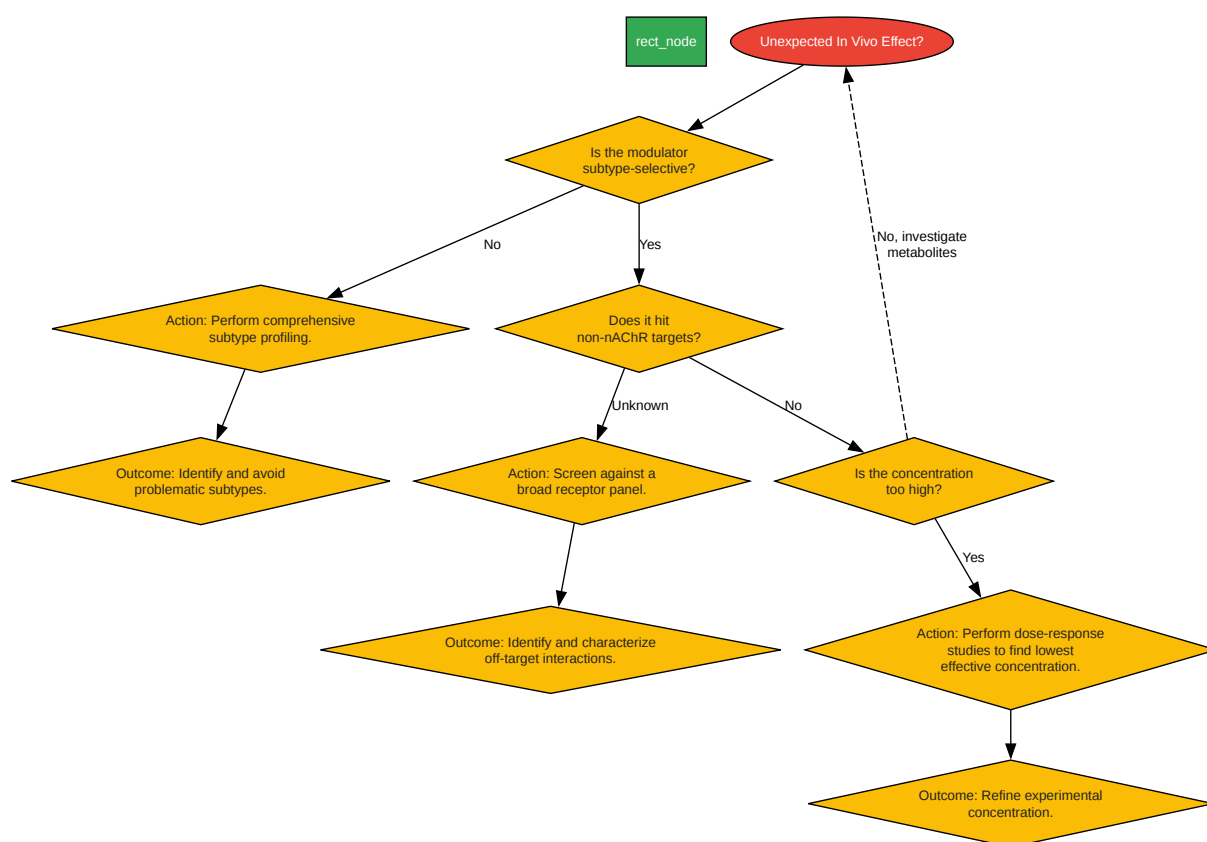 rect_node
Unexpected In Vivo Effect?
Is the modulator
subtype-selective?
No
Yes
No, investigate
metabolites
Action: Perform comprehensive
subtype profiling.
Does it hit
non-nAChR targets?
Unknown
No
Outcome: Identify and avoid
problematic subtypes.
Action: Screen against a
broad receptor panel.
Is the concentration
too high?
Yes
Outcome: Identify and characterize
off-target interactions.
Action: Perform dose-response
studies to find lowest
effective concentration.
Outcome: Refine experimental
concentration.